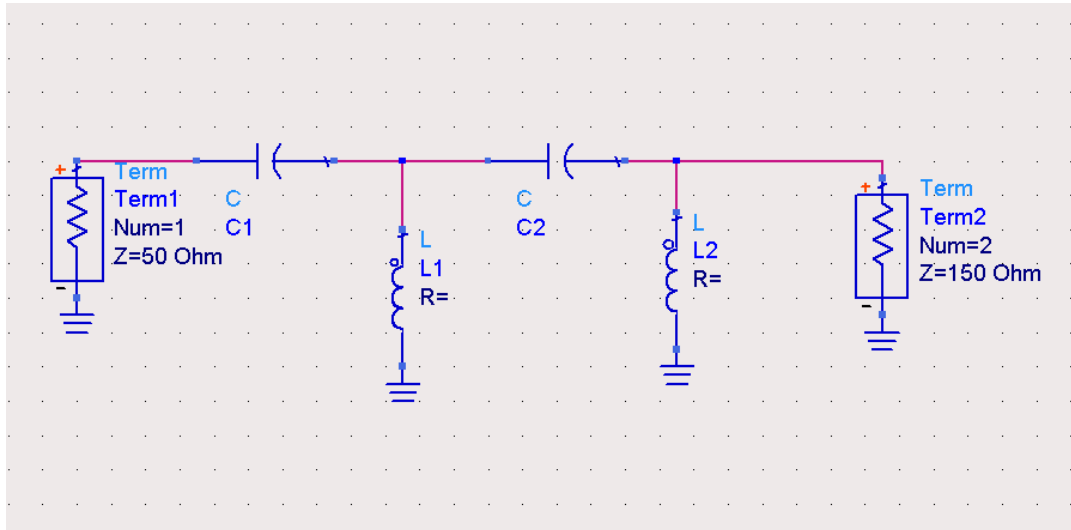 +
Term
Term1
Num=1
Z=50 Ohm
-
C
C1
L
L1
R=
C
C2
L
L2
R=
+
Term
Term2
Num=2
Z=150 Ohm
-